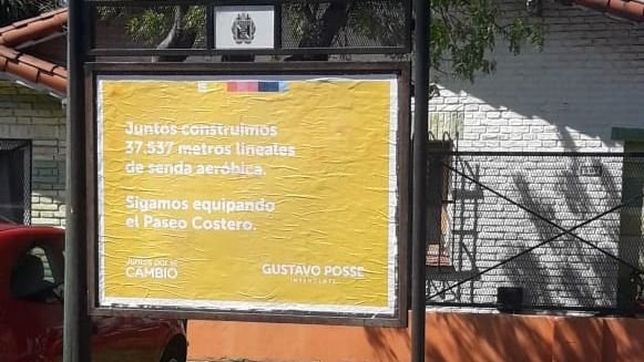 Juntos construimos
37.537 metros lineales
de senda aeróbica.
Sigamos equipando
el Paseo Costero.
Juntos por el
CAMBIO
GUSTAVO POSSE
INTENDENTE